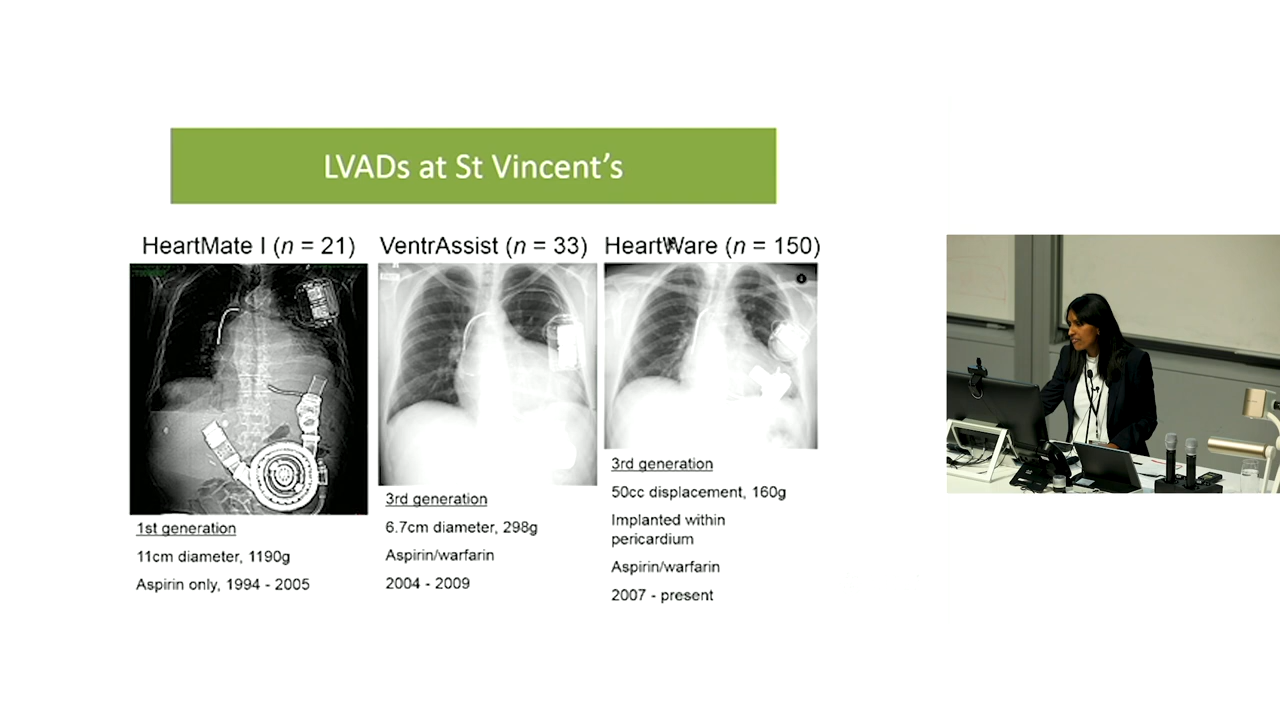 LVADs at St Vincent's
HeartMate I (n = 21)
1st generation
11cm diameter, 1190g
Aspirin only, 1994 - 2005
VentrAssist (n = 33)
3rd generation
6.7cm diameter, 298g
Aspirin/warfarin
2004 - 2009
HeartWare (n = 150)
3rd generation
50cc displacement, 160g
Implanted within
pericardium
Aspirin/warfarin
2007 - present